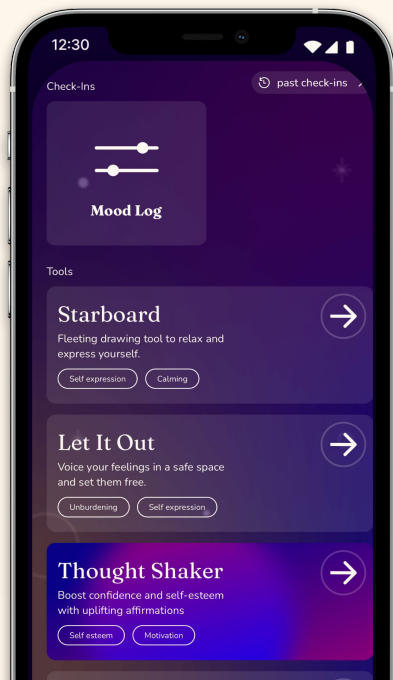 12:30
Check-Ins
past check-ins
Mood Log
Tools
Starboard
Fleeting drawing tool to relax and
express yourself.
Self expression
Calming
Let It Out
Voice your feelings in a safe space
and set them free.
Unburdening
Self expression
Thought Shaker
Boost confidence and self-esteem
with uplifting affirmations
Self esteem
Motivation